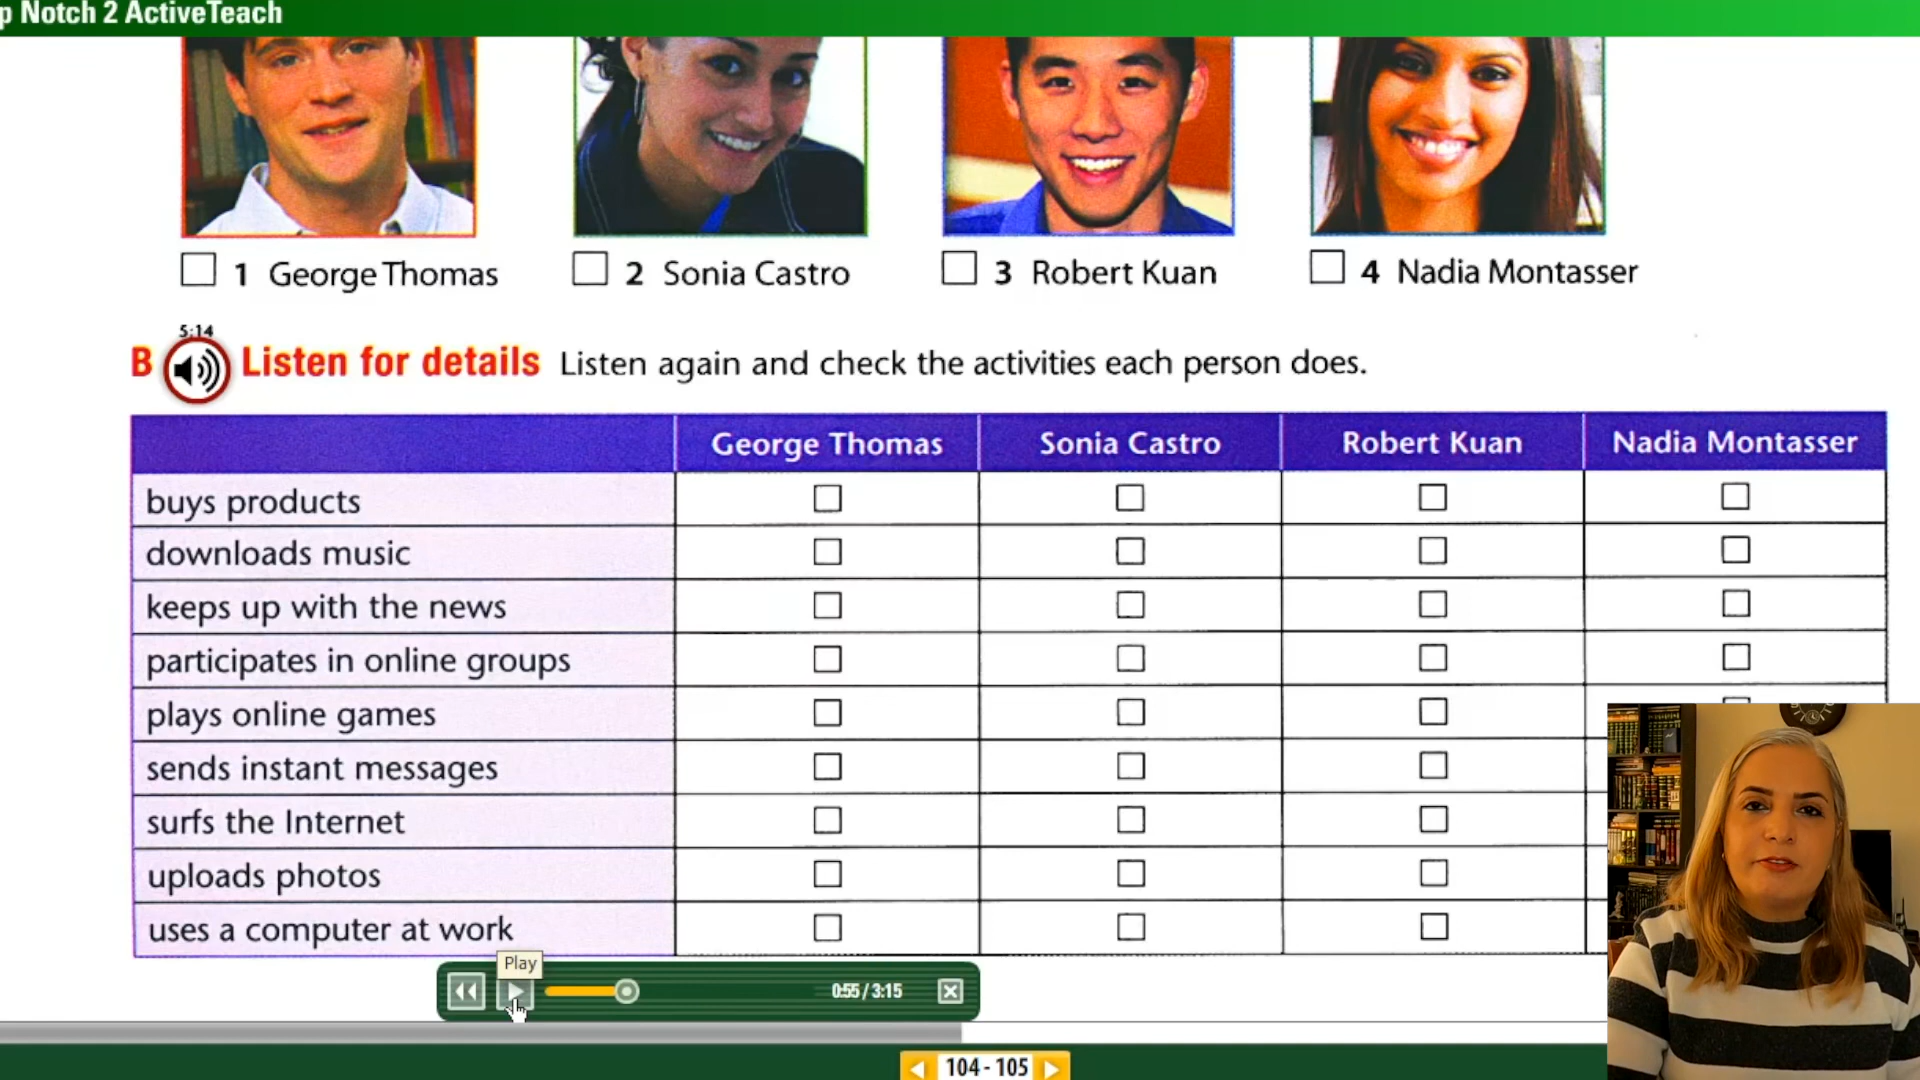 p Notch 2 ActiveTeach
1 George Thomas
2 Sonia Castro
3 Robert Kuan
4 Nadia Montasser
5:14
B Listen for details Listen again and check the activities each person does.
George Thomas Sonia Castro Robert Kuan Nadia Montasser
buys products
downloads music
keeps up with the news
participates in online groups
plays online games
sends instant messages
surfs the Internet
uploads photos
uses a computer at work
Play
0:55 / 3:15
104 - 105